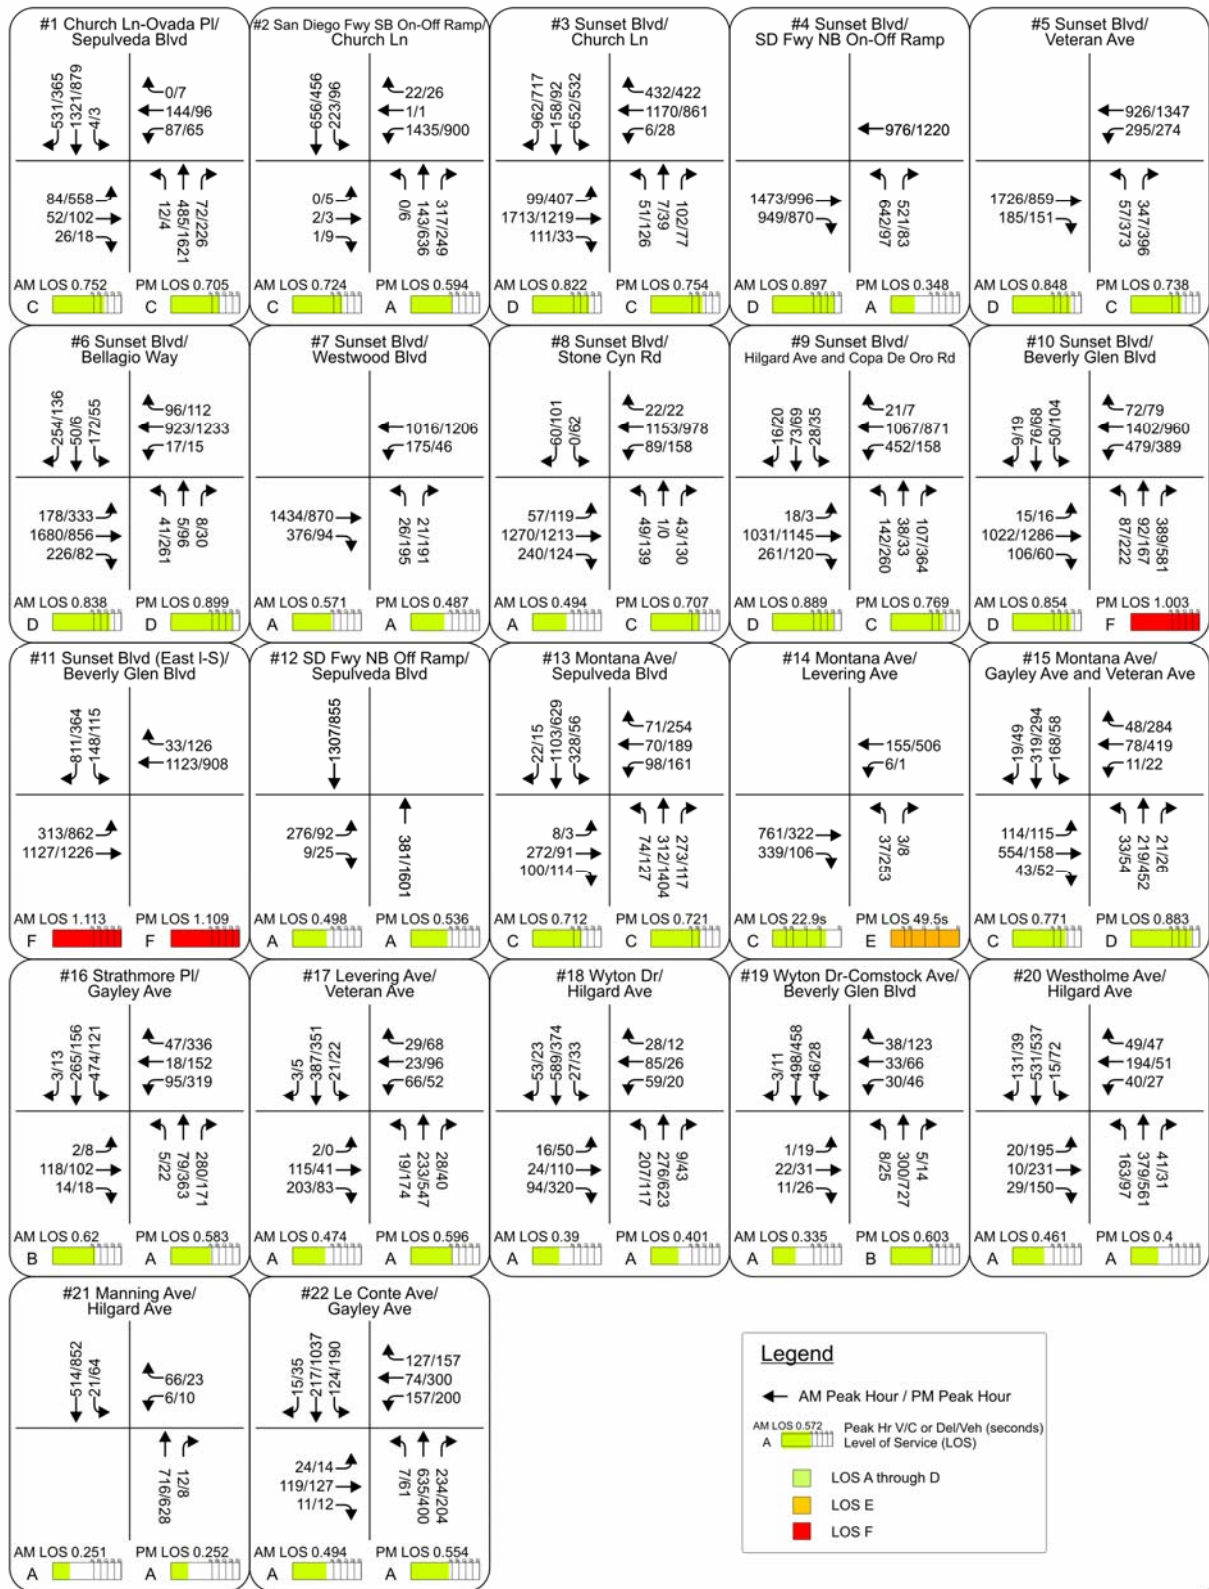 #1 Church Ln-Ovada Pl/
Sepulveda Blvd
531/365
1321/879
4/3
0/7
144/96
87/65
84/558
52/102
26/18
12/4
485/1621
72/226
AM LOS 0.752
C
PM LOS 0.705
C
#2 San Diego Fwy SB On-Off Ramp/
Church Ln
656/456
223/96
22/26
1/1
1435/900
0/5
2/3
1/9
0/6
143/636
317/249
AM LOS 0.724
C
PM LOS 0.594
A
#3 Sunset Blvd/
Church Ln
962/717
158/92
652/532
432/422
1170/861
6/28
99/407
1713/1219
111/33
51/126
7/39
102/77
AM LOS 0.822
D
PM LOS 0.754
C
#4 Sunset Blvd/
SD Fwy NB On-Off Ramp
976/1220
1473/996
949/870
642/97
521/83
AM LOS 0.897
D
PM LOS 0.348
A
#5 Sunset Blvd/
Veteran Ave
926/1347
295/274
1726/859
185/151
57/373
347/396
AM LOS 0.848
D
PM LOS 0.738
C
#6 Sunset Blvd/
Bellagio Way
254/136
50/6
172/55
96/112
923/1233
17/15
178/333
1680/856
226/82
41/261
5/96
8/30
AM LOS 0.838
D
PM LOS 0.899
D
#7 Sunset Blvd/
Westwood Blvd
1016/1206
175/46
1434/870
376/94
26/195
21/191
AM LOS 0.571
A
PM LOS 0.487
A
#8 Sunset Blvd/
Stone Cyn Rd
60/101
0/62
22/22
1153/978
89/158
57/119
1270/1213
240/124
49/139
1/0
43/130
AM LOS 0.494
A
PM LOS 0.707
C
#9 Sunset Blvd/
Hilgard Ave and Copa De Oro Rd
16/20
73/69
28/35
21/7
1067/871
452/158
18/3
1031/1145
261/120
142/260
38/33
107/364
AM LOS 0.889
D
PM LOS 0.769
C
#10 Sunset Blvd/
Beverly Glen Blvd
9/19
76/68
50/104
72/79
1402/960
479/389
15/16
1022/1286
106/60
87/222
92/167
389/581
AM LOS 0.854
D
PM LOS 1.003
F
#11 Sunset Blvd (East I-S)/
Beverly Glen Blvd
811/364
148/115
33/126
1123/908
313/862
1127/1226
AM LOS 1.113
F
PM LOS 1.109
F
#12 SD Fwy NB Off Ramp/
Sepulveda Blvd
1307/855
276/92
9/25
381/1601
AM LOS 0.498
A
PM LOS 0.536
A
#13 Montana Ave/
Sepulveda Blvd
22/15
1103/629
328/56
71/254
70/189
98/161
8/3
272/91
100/114
74/127
312/1404
273/117
AM LOS 0.712
C
PM LOS 0.721
C
#14 Montana Ave/
Levering Ave
155/506
6/1
761/322
339/106
37/253
3/8
AM LOS 22.9s
C
PM LOS 49.5s
E
#15 Montana Ave/
Gayley Ave and Veteran Ave
19/49
319/294
168/58
48/284
78/419
11/22
114/115
554/158
43/52
33/54
219/452
21/26
AM LOS 0.771
C
PM LOS 0.883
D
#16 Strathmore Pl/
Gayley Ave
3/13
265/156
474/121
47/336
18/152
95/319
2/8
118/102
14/18
5/22
79/363
280/171
AM LOS 0.62
B
PM LOS 0.583
A
#17 Levering Ave/
Veteran Ave
3/5
387/351
21/22
29/68
23/96
66/52
2/0
115/41
203/83
19/174
233/547
28/40
AM LOS 0.474
A
PM LOS 0.596
A
#18 Wyton Dr/
Hilgard Ave
53/23
589/374
27/33
28/12
85/26
59/20
16/50
24/110
94/320
207/117
276/623
9/43
AM LOS 0.39
A
PM LOS 0.401
A
#19 Wyton Dr-Comstock Ave/
Beverly Glen Blvd
3/11
498/458
46/28
38/123
33/66
30/46
1/19
22/31
11/26
8/25
300/727
5/14
AM LOS 0.335
A
PM LOS 0.603
B
#20 Westholme Ave/
Hilgard Ave
131/39
531/537
15/72
49/47
194/51
40/27
20/195
10/231
29/150
163/97
379/561
41/31
AM LOS 0.461
A
PM LOS 0.4
A
#21 Manning Ave/
Hilgard Ave
514/852
21/64
66/23
6/10
716/628
12/8
AM LOS 0.251
A
PM LOS 0.252
A
#22 Le Conte Ave/
Gayley Ave
15/35
217/1037
124/190
127/157
74/300
157/200
24/14
119/127
11/12
7/61
635/400
234/204
AM LOS 0.494
A
PM LOS 0.554
A
Legend
AM Peak Hour / PM Peak Hour
AM LOS 0.572
A
Peak Hr V/C or Del/Veh (seconds)
Level of Service (LOS)
LOS A through D
LOS E
LOS F